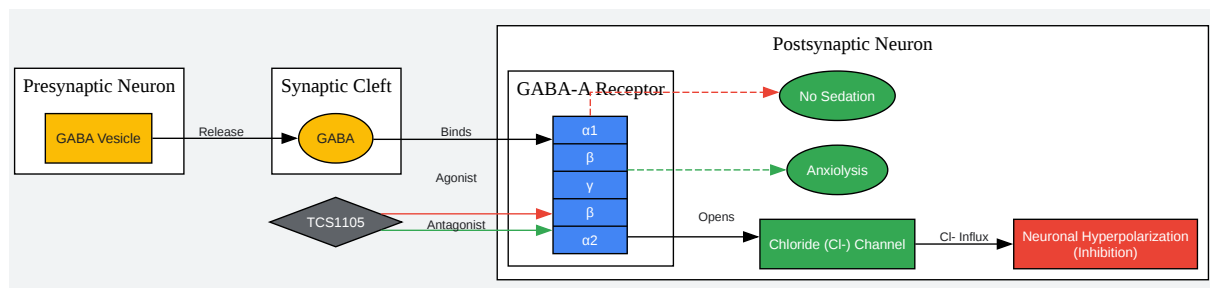 Postsynaptic Neuron
Presynaptic Neuron
Synaptic Cleft
GABA-A Receptor
No Sedation
GABA Vesicle
Release
GABA
Binds
α1
β
γ
β
α2
Anxiolysis
Agonist
TCS1105
Antagonist
Opens
Chloride (Cl-) Channel
Cl- Influx
Neuronal Hyperpolarization
(Inhibition)